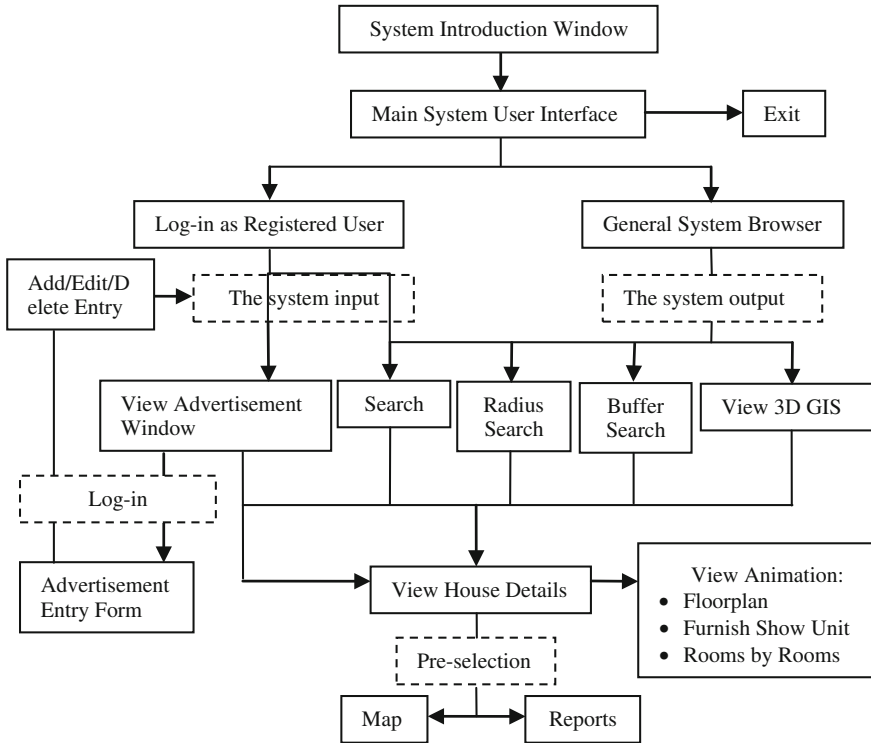 System Introduction Window
Main System User Interface
Exit
Log-in as Registered User
General System Browser
Add/Edit/D
elete Entry
The system input
The system output
View Advertisement
Window
Search
Radius
Search
Buffer
Search
View 3D GIS
Log-in
Advertisement
Entry Form
View House Details
View Animation:
• Floorplan
• Furnish Show Unit
• Rooms by Rooms
Pre-selection
Map
Reports